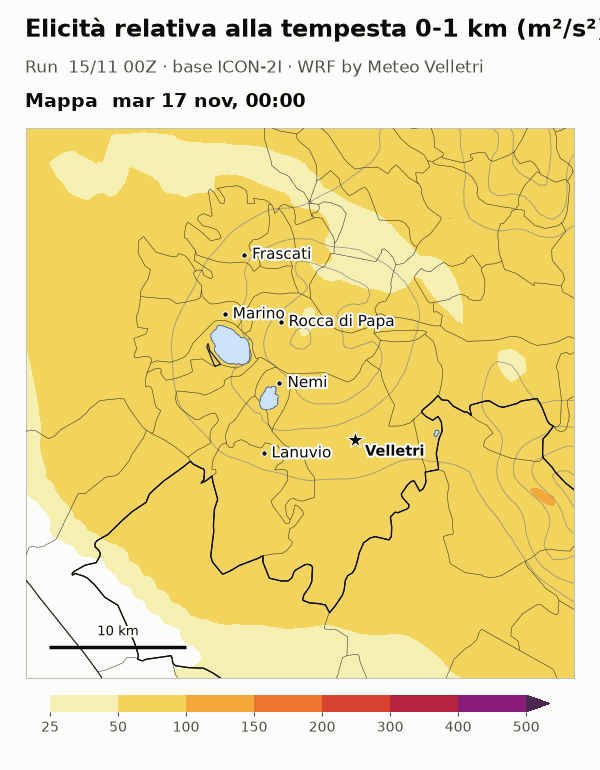 Elicità relativa alla tempesta 0-1 km (m²/s²)
Run  15/11 00Z · base ICON-2I · WRF by Meteo Velletri
Mappa  mar 17 nov, 00:00
Frascati
Marino
Rocca di Papa
Nemi
Velletri
Lanuvio
10 km
25 50 100 150 200 300 400 500